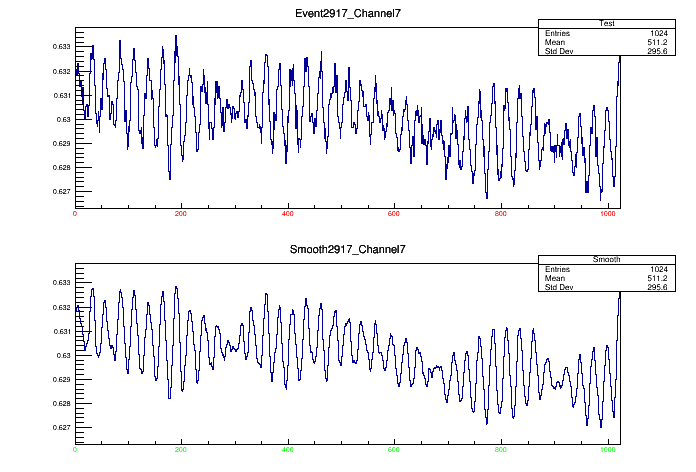 Event2917_Channel7
Test
Entries 1024
Mean 511.2
Std Dev 295.6
0.633
0.632
0.631
0.63
0.629
0.628
0.627
0 200 400 600 800 1000
Smooth2917_Channel7
Smooth
Entries 1024
Mean 511.2
Std Dev 295.6
0.633
0.632
0.631
0.63
0.629
0.628
0.627
0 200 400 600 800 1000